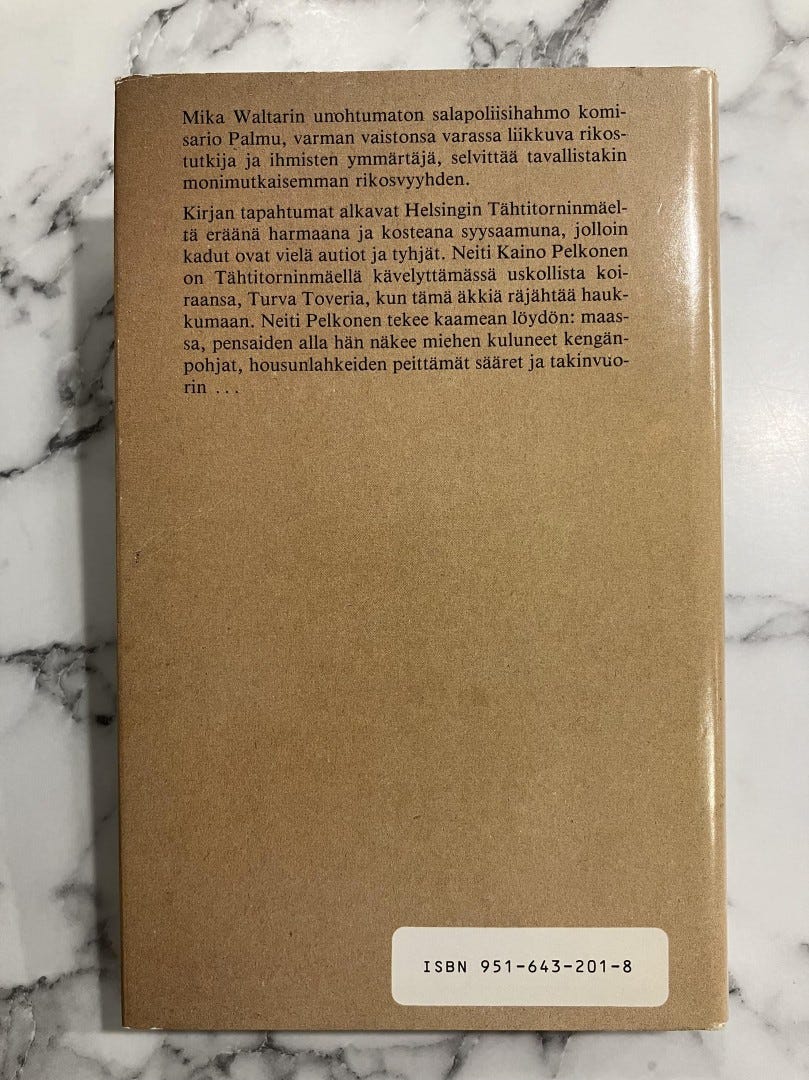 Mika Waltarin unohtumaton salapoliisihahmo komi-
sario Palmu, varman vaistonsa varassa liikkuva rikos-
tutkija ja ihmisten ymmärtäjä, selvittää tavallistakin
monimutkaisemman rikosvyyhden.
Kirjan tapahtumat alkavat Helsingin Tähtitorninmäel-
tä eräänä harmaana ja kosteana syysaamuna, jolloin
kadut ovat vielä autiot ja tyhjät. Neiti Kaino Pelkonen
on Tähtitorninmäellä kävelyttämässä uskollista koi-
raansa, Turva Toveria, kun tämä äkkiä räjähtää hauk-
kumaan. Neiti Pelkonen tekee kaamean löydön: maas-
sa, pensaiden alla hän näkee miehen kuluneet kengän-
pohjat, housunlahkeiden peittämät sääret ja takinvuo-
rin ...
ISBN 951-643-201-8